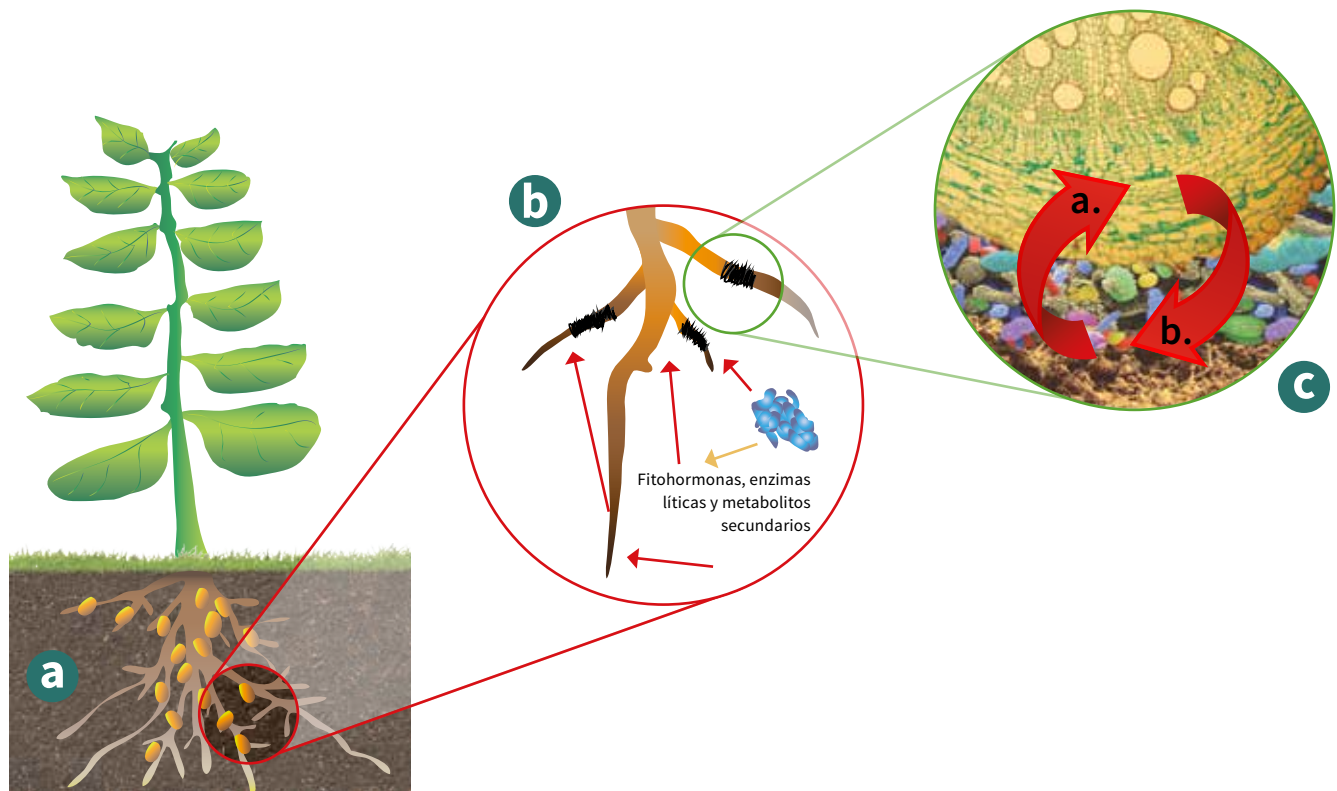 a
b
Fitohormonas, enzimas
líticas y metabolitos
secundarios
a.
b.
c